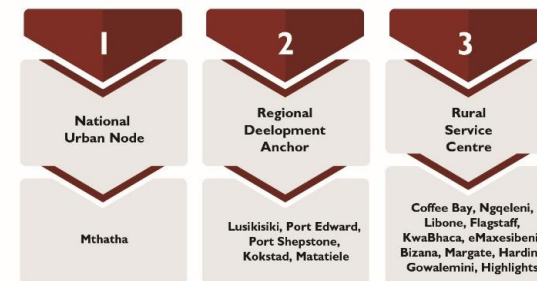 1
National
Urban Node
Mthatha
2
Regional
Deelopment
Anchor
Lusikisiki, Port Edward,
Port Shepstone,
Kokstad, Matatiele
3
Rural
Service
Centre
Coffee Bay, Ngqeleni,
Libone, Flagstaff,
KwaBhaca, eMaxesibeni
Bizana, Margate, Hardin
Gowalemini, Highlights